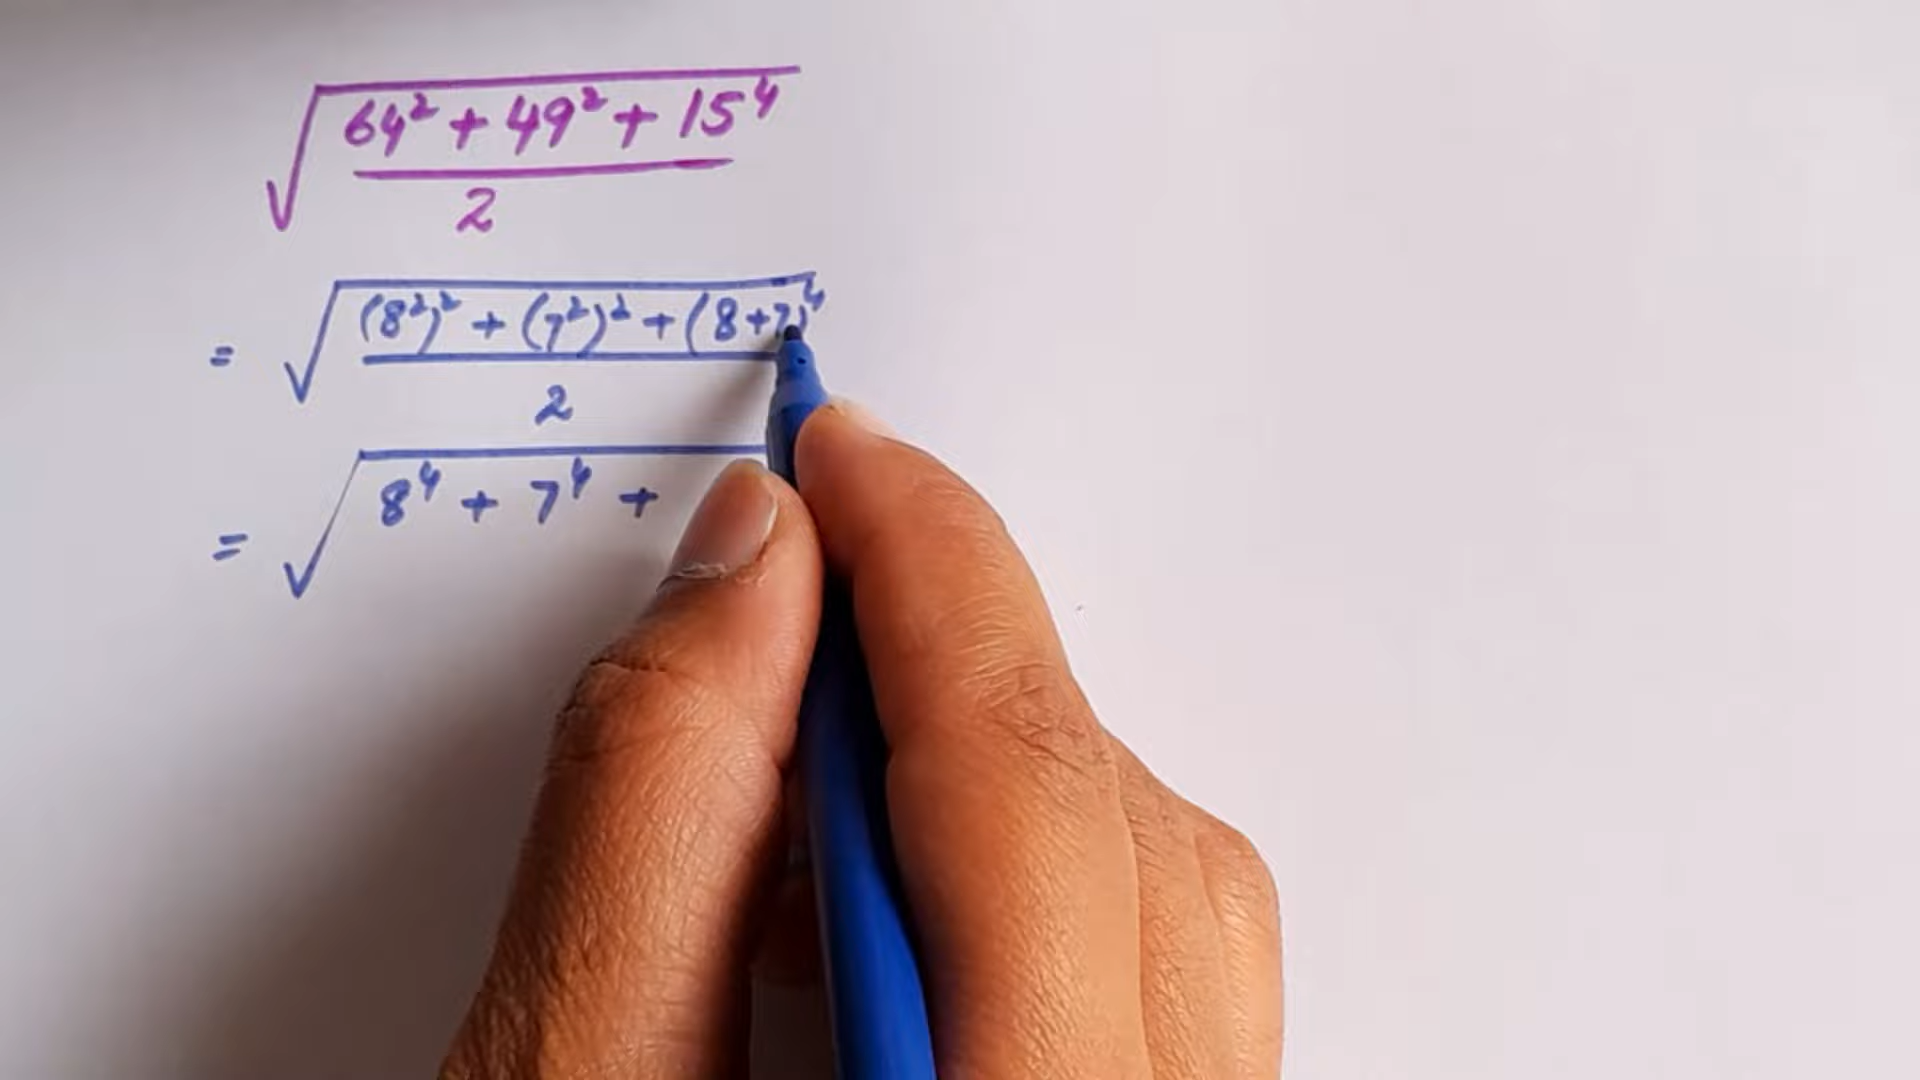 √((64² + 49² + 15⁴)/2)
= √(((8²)² + (7²)² + (8+7)⁴)/2)
= √(8⁴ + 7⁴ +